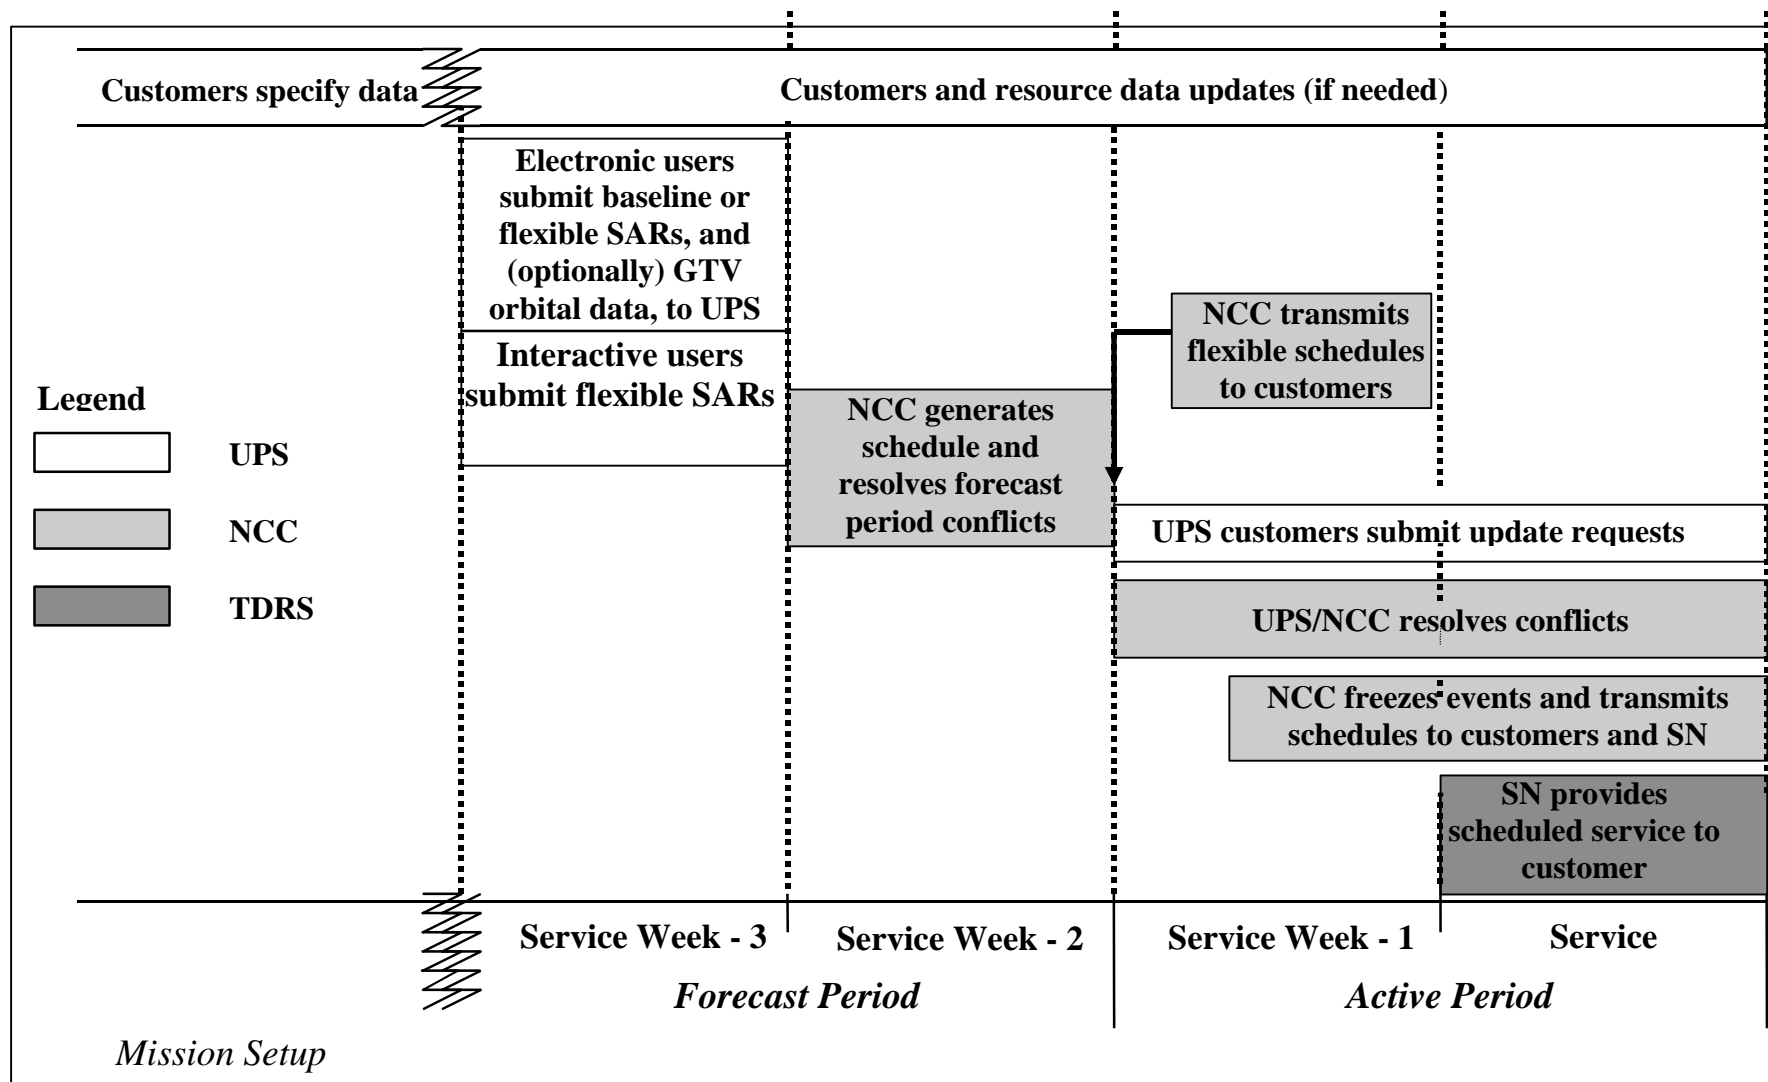 Customers specify data
Customers and resource data updates (if needed)
Electronic users
submit baseline or
flexible SARs, and
(optionally) GTV
orbital data, to UPS
Interactive users
submit flexible SARs
NCC generates
schedule and
resolves forecast
period conflicts
NCC transmits
flexible schedules
to customers
UPS customers submit update requests
UPS/NCC resolves conflicts
NCC freezes events and transmits
schedules to customers and SN
SN provides
scheduled service to
customer
Legend
UPS
NCC
TDRS
Service Week - 3
Service Week - 2
Service Week - 1
Service
Forecast Period
Active Period
Mission Setup